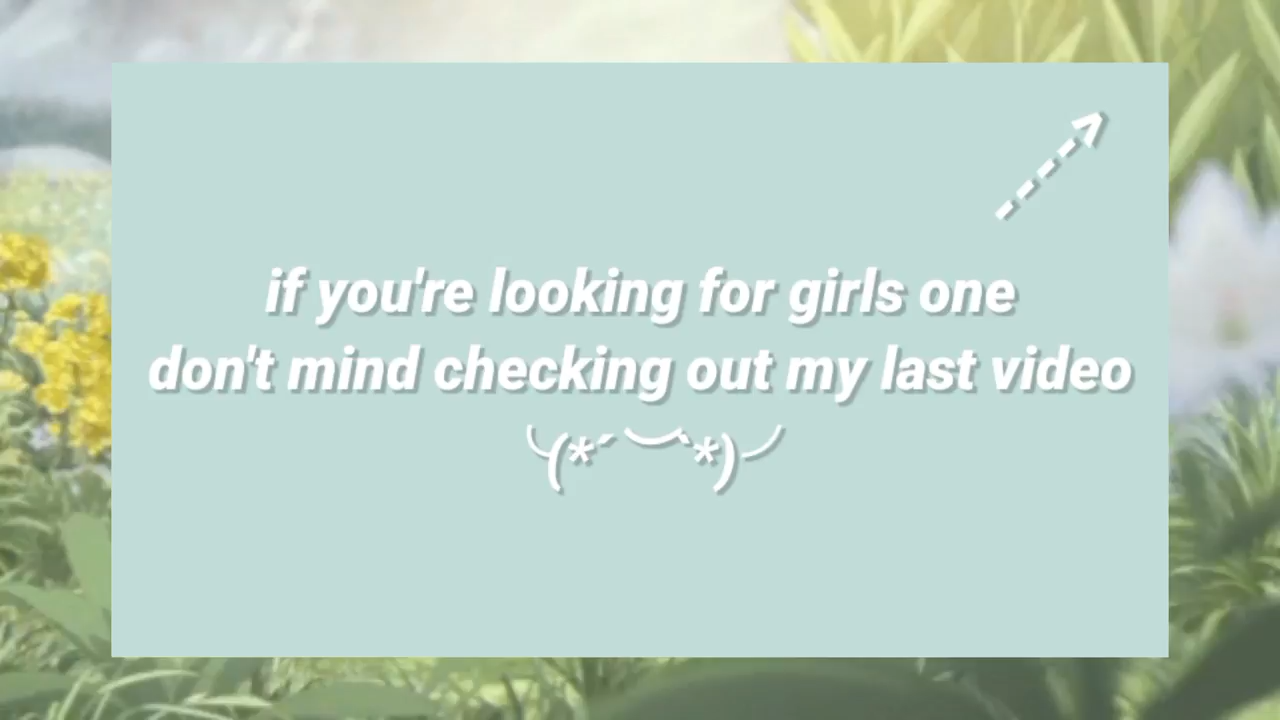 if you're looking for girls one
don't mind checking out my last video
╰(*´︶`*)╯